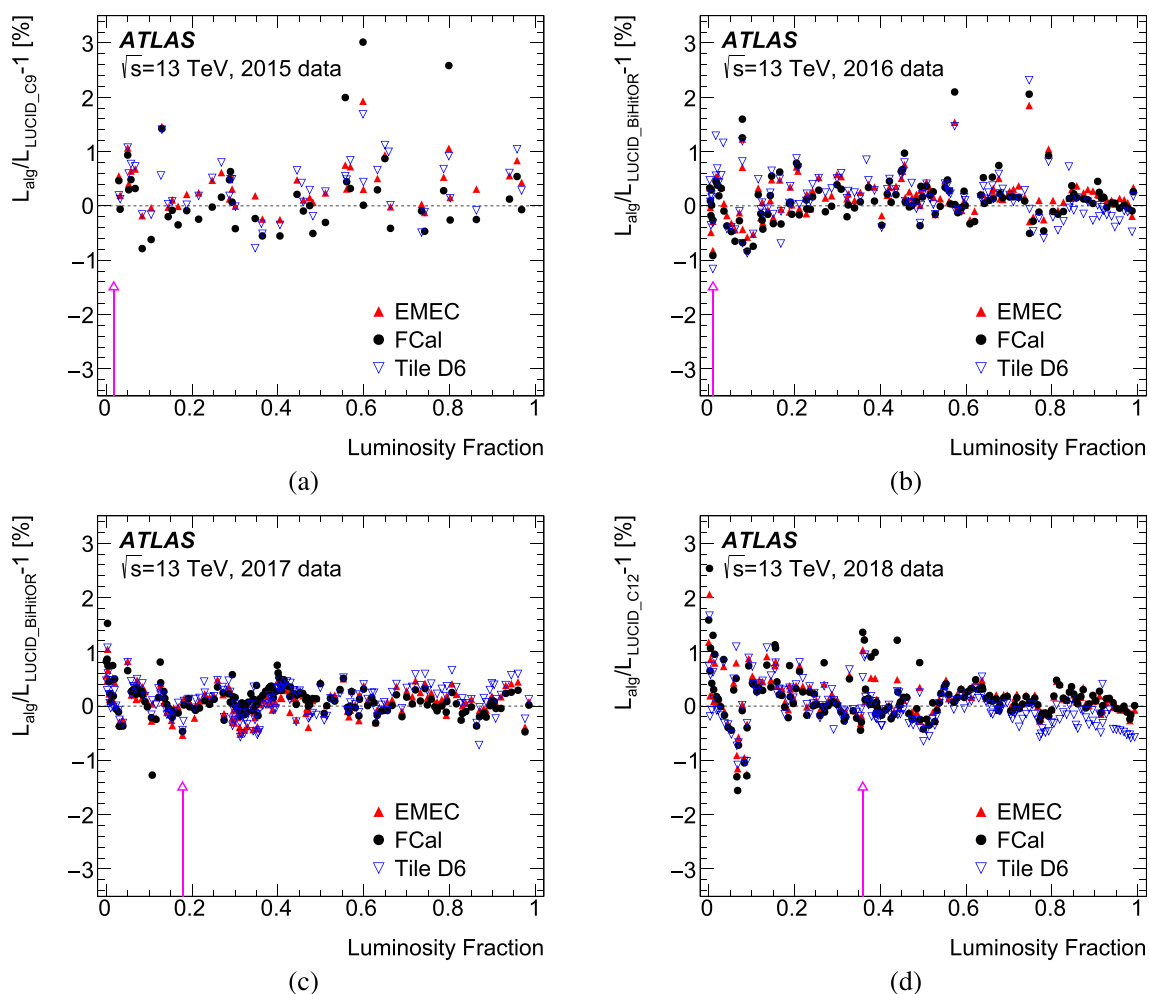 L_alg/L_LUCID_C9-1 [%]
ATLAS
√s=13 TeV, 2015 data
3
2
1
0
−1
−2
−3
EMEC
FCal
Tile D6
0 0.2 0.4 0.6 0.8 1
Luminosity Fraction
(a)
L_alg/L_LUCID_BiHitOR-1 [%]
ATLAS
√s=13 TeV, 2016 data
3
2
1
0
−1
−2
−3
EMEC
FCal
Tile D6
0 0.2 0.4 0.6 0.8 1
Luminosity Fraction
(b)
L_alg/L_LUCID_BiHitOR-1 [%]
ATLAS
√s=13 TeV, 2017 data
3
2
1
0
−1
−2
−3
EMEC
FCal
Tile D6
0 0.2 0.4 0.6 0.8 1
Luminosity Fraction
(c)
L_alg/L_LUCID_C12-1 [%]
ATLAS
√s=13 TeV, 2018 data
3
2
1
0
−1
−2
−3
EMEC
FCal
Tile D6
0 0.2 0.4 0.6 0.8 1
Luminosity Fraction
(d)